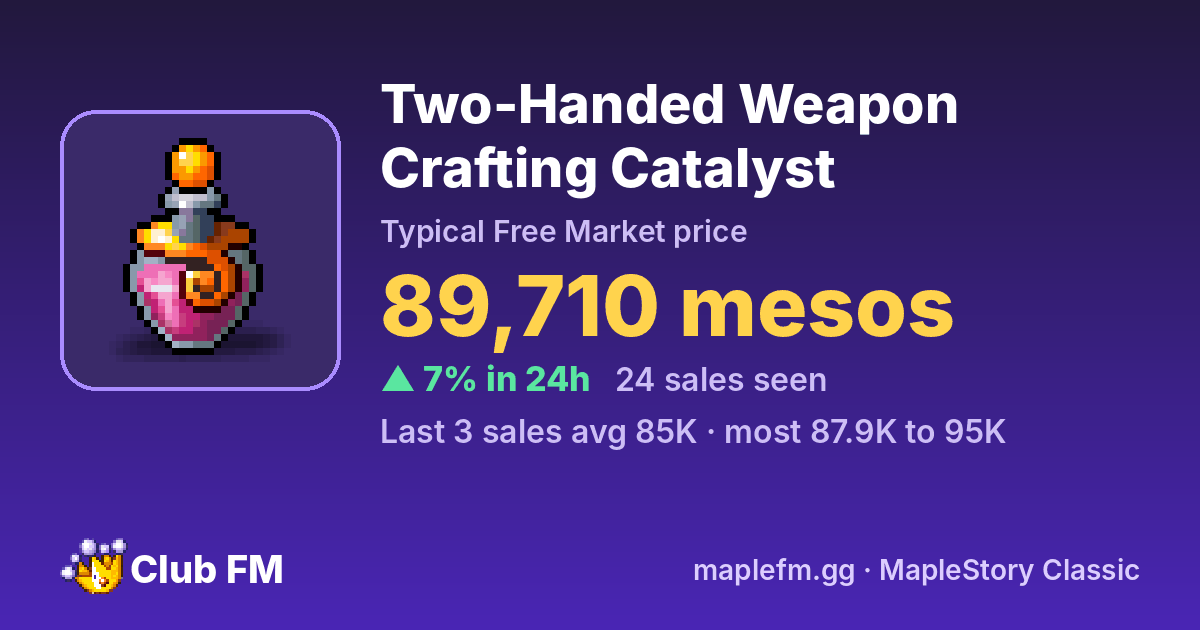 Two-Handed Weapon
Crafting Catalyst
Typical Free Market price
89,710 mesos
▲ 7% in 24h 24 sales seen
Last 3 sales avg 85K · most 87.9K to 95K
Club FM
maplefm.gg · MapleStory Classic